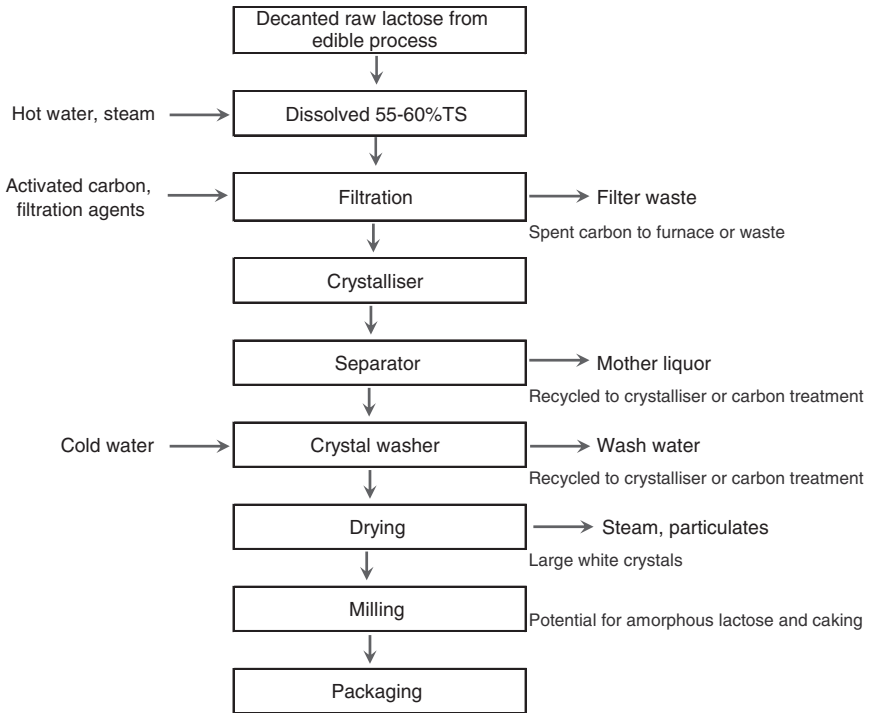 Decanted raw lactose from
edible process
Hot water, steam
Dissolved 55-60%TS
Activated carbon,
filtration agents
Filtration
Filter waste
Spent carbon to furnace or waste
Crystalliser
Separator
Mother liquor
Recycled to crystalliser or carbon treatment
Cold water
Crystal washer
Wash water
Recycled to crystalliser or carbon treatment
Drying
Steam, particulates
Large white crystals
Milling
Potential for amorphous lactose and caking
Packaging